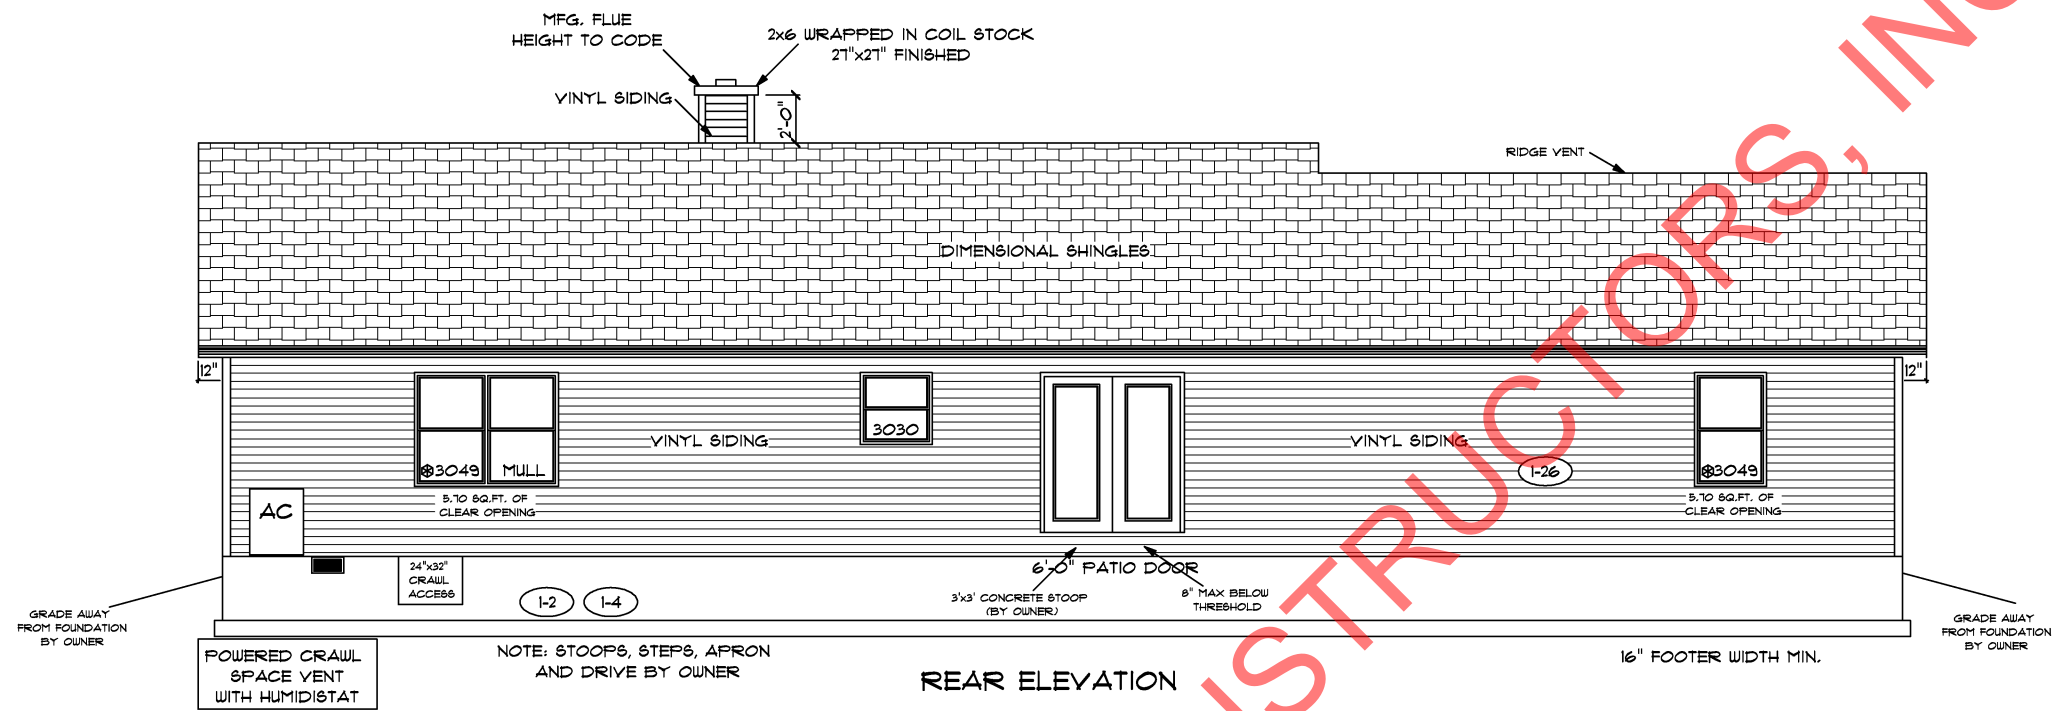 MFG. FLUE
HEIGHT TO CODE
2x6 WRAPPED IN COIL STOCK
27"x27" FINISHED
VINYL SIDING
2'-0"
RIDGE VENT
DIMENSIONAL SHINGLES
12"
12"
3030
VINYL SIDING
VINYL SIDING
3049
MULL
1-26
3049
5.70 SQ.FT. OF
CLEAR OPENING
5.70 SQ.FT. OF
CLEAR OPENING
AC
24"x32"
CRAWL
ACCESS
6'-0" PATIO DOOR
1-2
1-4
3'x3' CONCRETE STOOP
(BY OWNER)
8" MAX BELOW
THRESHOLD
GRADE AWAY
FROM FOUNDATION
BY OWNER
GRADE AWAY
FROM FOUNDATION
BY OWNER
POWERED CRAWL
SPACE VENT
WITH HUMIDISTAT
NOTE: STOOPS, STEPS, APRON
AND DRIVE BY OWNER
REAR ELEVATION
16" FOOTER WIDTH MIN.
NSTRUCTORS, INC